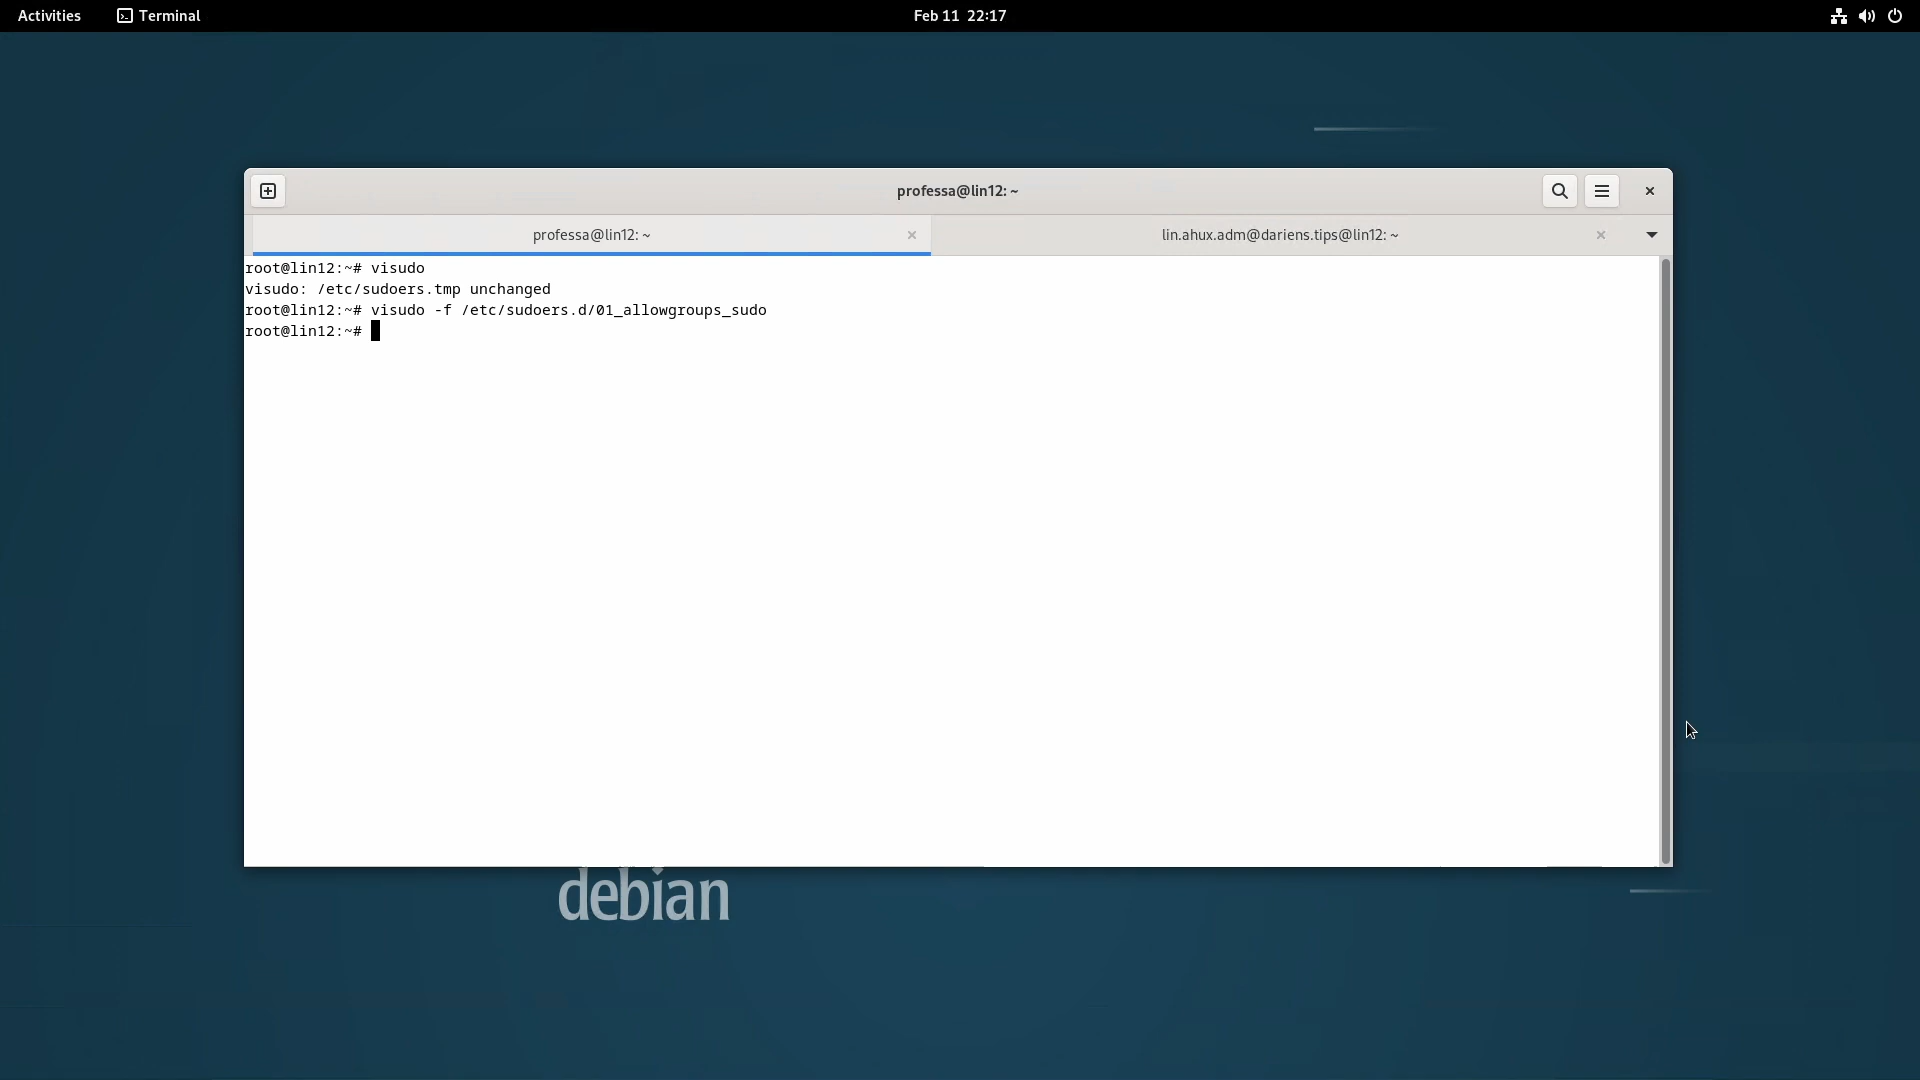 Activities
Terminal
Feb 11 22:17
professa@lin12: ~
professa@lin12: ~
lin.ahux.adm@dariens.tips@lin12: ~
root@lin12:~# visudo
visudo: /etc/sudoers.tmp unchanged
root@lin12:~# visudo -f /etc/sudoers.d/01_allowgroups_sudo
root@lin12:~#
debian